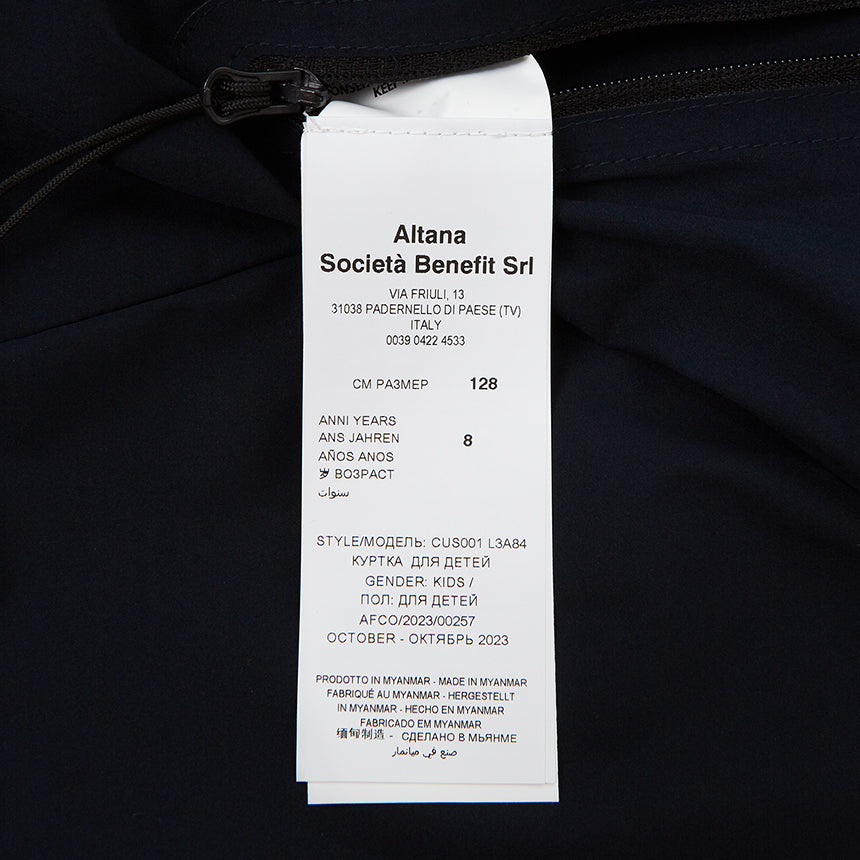 KEEP
Altana
Società Benefit Srl
VIA FRIULI, 13
31038 PADERNELLO DI PAESE (TV)
ITALY
0039 0422 4533
СМ РАЗМЕР 128
ANNI YEARS
ANS JAHREN 8
AÑOS ANOS
岁 ВОЗРАСТ
سنوات
STYLE/МОДЕЛЬ: CUS001 L3A84
КУРТКА ДЛЯ ДЕТЕЙ
GENDER: KIDS /
ПОЛ: ДЛЯ ДЕТЕЙ
AFCO/2023/00257
OCTOBER - ОКТЯБРЬ 2023
PRODOTTO IN MYANMAR - MADE IN MYANMAR
FABRIQUÉ AU MYANMAR - HERGESTELLT
IN MYANMAR - HECHO EN MYANMAR
FABRICADO EM MYANMAR
缅甸制造 - СДЕЛАНО В МЬЯНМЕ
صنع في ميانمار